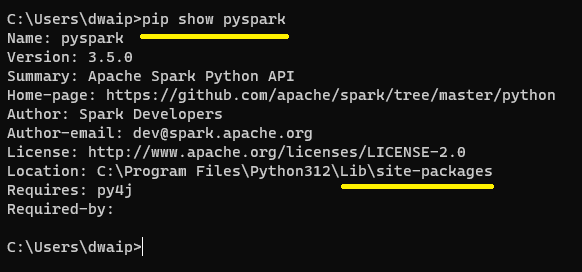 C:\Users\dwaip>pip show pyspark
Name: pyspark
Version: 3.5.0
Summary: Apache Spark Python API
Home-page: https://github.com/apache/spark/tree/master/python
Author: Spark Developers
Author-email: dev@spark.apache.org
License: http://www.apache.org/licenses/LICENSE-2.0
Location: C:\Program Files\Python312\Lib\site-packages
Requires: py4j
Required-by:
C:\Users\dwaip>